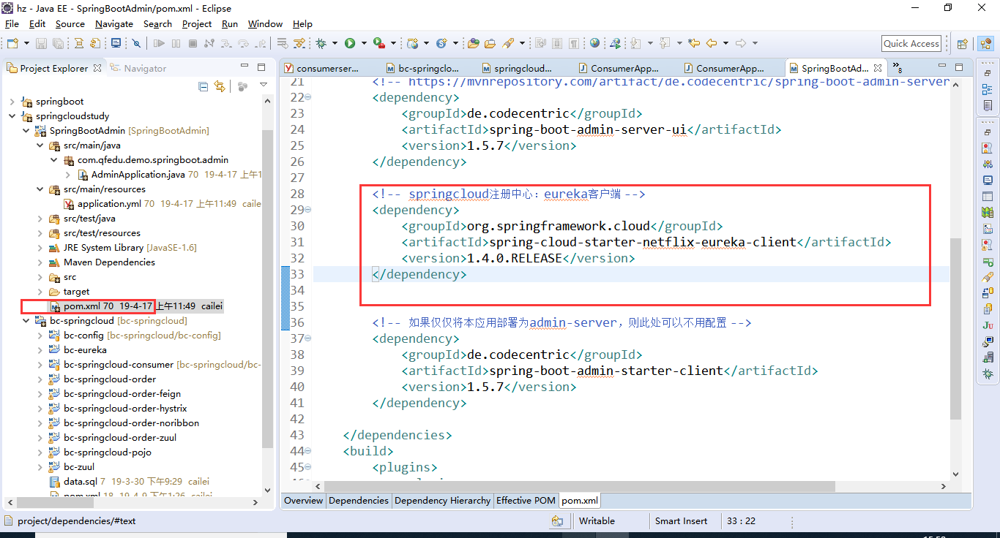 hz - Java EE - SpringBootAdmin/pom.xml - Eclipse
File Edit Source Navigate Search Project Run Window Help
Quick Access
Project Explorer Navigator
springboot
springcloudstudy
SpringBootAdmin [SpringBootAdmin]
src/main/java
com.qfedu.demo.springboot.admin
AdminApplication.java 70 19-4-17 上午1
src/main/resources
application.yml 70 19-4-17 上午11:49 caile
src/test/java
src/test/resources
JRE System Library [JavaSE-1.6]
Maven Dependencies
src
target
pom.xml 70 19-4-17 上午11:49 cailei
bc-springcloud [bc-springcloud]
bc-config [bc-springcloud/bc-config]
bc-eureka
bc-springcloud-consumer [bc-springcloud/bc-
bc-springcloud-order
bc-springcloud-order-feign
bc-springcloud-order-hystrix
bc-springcloud-order-noribbon
bc-springcloud-order-zuul
bc-springcloud-pojo
bc-zuul
data.sql 7 19-3-30 下午9:29 cailei
pom.xml 18 19-4-9 下午1:26 cailei
consumerser... bc-springclo... springcloud... ConsumerApp... ConsumerApp... SpringBootAd... »8
21 <!-- https://mvnrepository.com/artifact/de.codecentric/spring-boot-admin-server
22 <dependency>
23 <groupId>de.codecentric</groupId>
24 <artifactId>spring-boot-admin-server-ui</artifactId>
25 <version>1.5.7</version>
26 </dependency>
27
28 <!-- springcloud注册中心：eureka客户端 -->
29 <dependency>
30 <groupId>org.springframework.cloud</groupId>
31 <artifactId>spring-cloud-starter-netflix-eureka-client</artifactId>
32 <version>1.4.0.RELEASE</version>
33 </dependency>
34
35
36 <!-- 如果仅仅将本应用部署为admin-server，则此处可以不用配置 -->
37 <dependency>
38 <groupId>de.codecentric</groupId>
39 <artifactId>spring-boot-admin-starter-client</artifactId>
40 <version>1.5.7</version>
41 </dependency>
42
43 </dependencies>
44 <build>
45 <plugins>
Overview Dependencies Dependency Hierarchy Effective POM pom.xml
project/dependencies/#text Writable Smart Insert 33 : 22